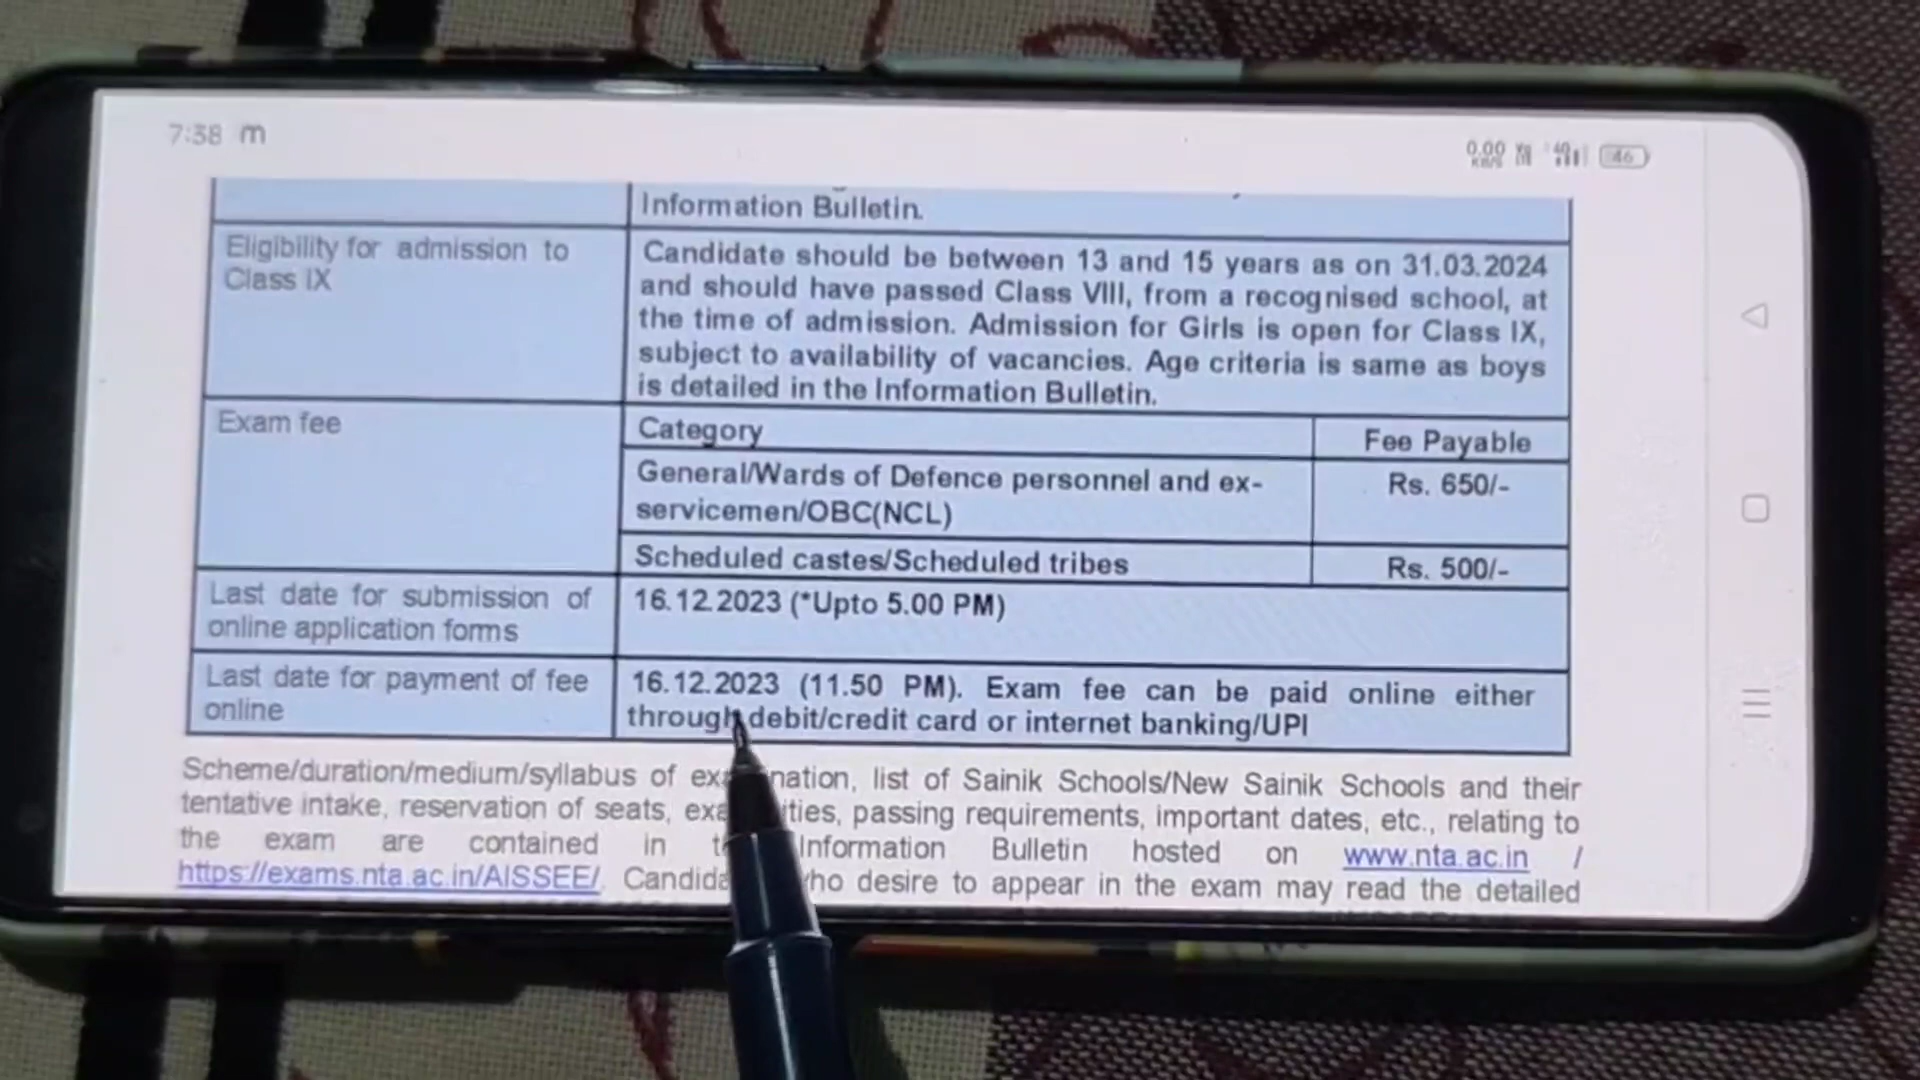 7:38 m
0.00 KB/S 46
Information Bulletin.
Eligibility for admission to
Class IX
Candidate should be between 13 and 15 years as on 31.03.2024
and should have passed Class VIII, from a recognised school, at
the time of admission. Admission for Girls is open for Class IX,
subject to availability of vacancies. Age criteria is same as boys
is detailed in the Information Bulletin.
Exam fee
Category
Fee Payable
General/Wards of Defence personnel and ex-
servicemen/OBC(NCL)
Rs. 650/-
Scheduled castes/Scheduled tribes
Rs. 500/-
Last date for submission of
online application forms
16.12.2023 (*Upto 5.00 PM)
Last date for payment of fee
online
16.12.2023 (11.50 PM). Exam fee can be paid online either
through debit/credit card or internet banking/UPI
Scheme/duration/medium/syllabus of examination, list of Sainik Schools/New Sainik Schools and their
tentative intake, reservation of seats, exam cities, passing requirements, important dates, etc., relating to
the exam are contained in the Information Bulletin hosted on www.nta.ac.in /
https://exams.nta.ac.in/AISSEE/. Candidates who desire to appear in the exam may read the detailed